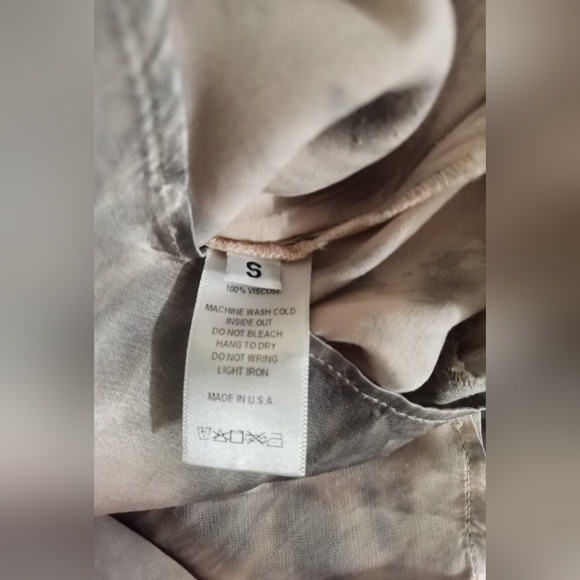 S
100% VISCOSE
MACHINE WASH COLD
INSIDE OUT
DO NOT BLEACH
HANG TO DRY
DO NOT WRING
LIGHT IRON
MADE IN U.S.A